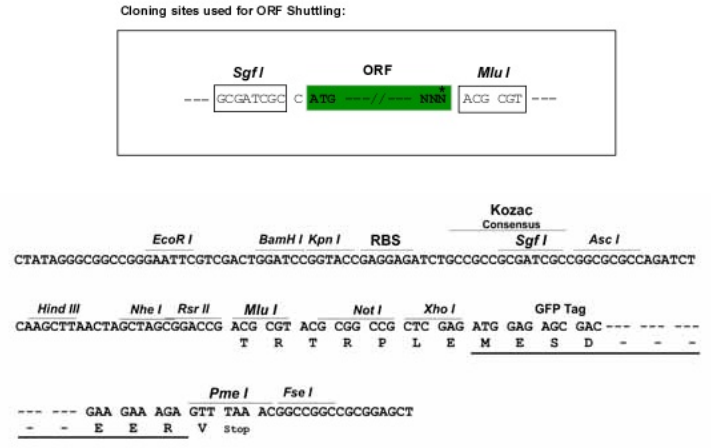 Cloning sites used for ORF Shuttling:
Sgf I ORF Mlu I
--- GCGATCGC C ATG ---//--- NNN* ACG CGT ---
Kozac
Consensus
EcoR I BamH I Kpn I RBS Sgf I Asc I
CTATAGGGCGGCCGGGAATTCGTCGACTGGATCCGGTACCGAGGAGATCTGCCGCCGCGATCGCCGGCGCGCCAGATCT
Hind III Nhe I Rsr II Mlu I Not I Xho I GFP Tag
CAAGCTTAACTAGCTAGCGGACCG ACG CGT ACG CGG CCG CTC GAG ATG GAG AGC GAC --- --- ---
T R T R P L E M E S D - - -
Pme I Fse I
--- --- GAA GAA AGA GTT TAA ACGGCCGGCCGCGGAGCT
- - E E R V Stop